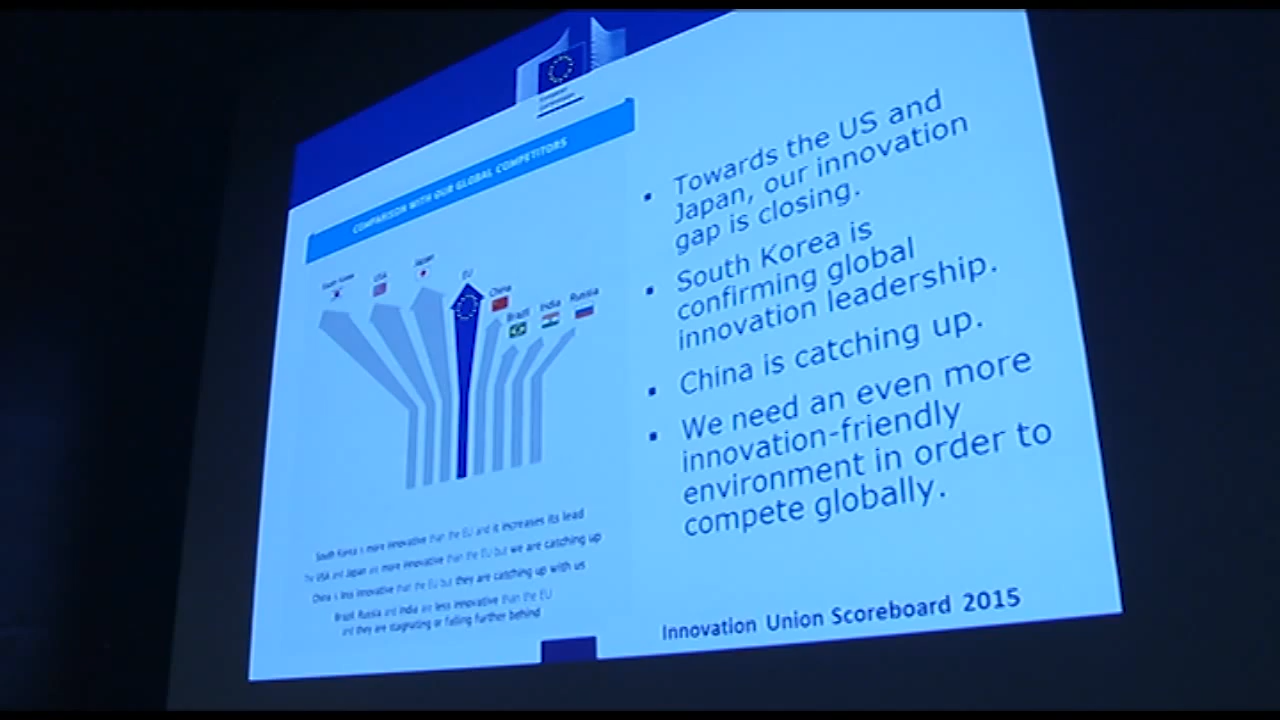 European
Commission
COMPARISON WITH OUR GLOBAL COMPETITORS
South Korea
USA
Japan
EU
China
Brazil
India
Russia
South Korea is more innovative than the EU and it increases its lead
The USA and Japan are more innovative than the EU but we are catching up
China is less innovative than the EU but they are catching up with us
Brazil, Russia and India are less innovative than the EU
and they are stagnating or falling further behind
▪ Towards the US and
Japan, our innovation
gap is closing.
▪ South Korea is
confirming global
innovation leadership.
▪ China is catching up.
▪ We need an even more
innovation-friendly
environment in order to
compete globally.
Innovation Union Scoreboard 2015